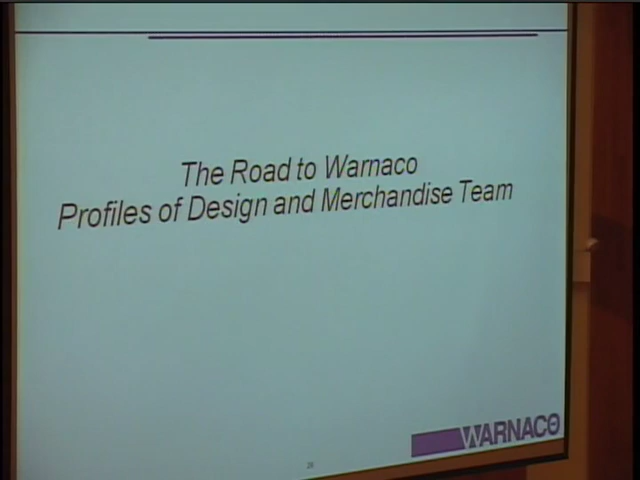 The Road to Warnaco
Profiles of Design and Merchandise Team
WARNACO